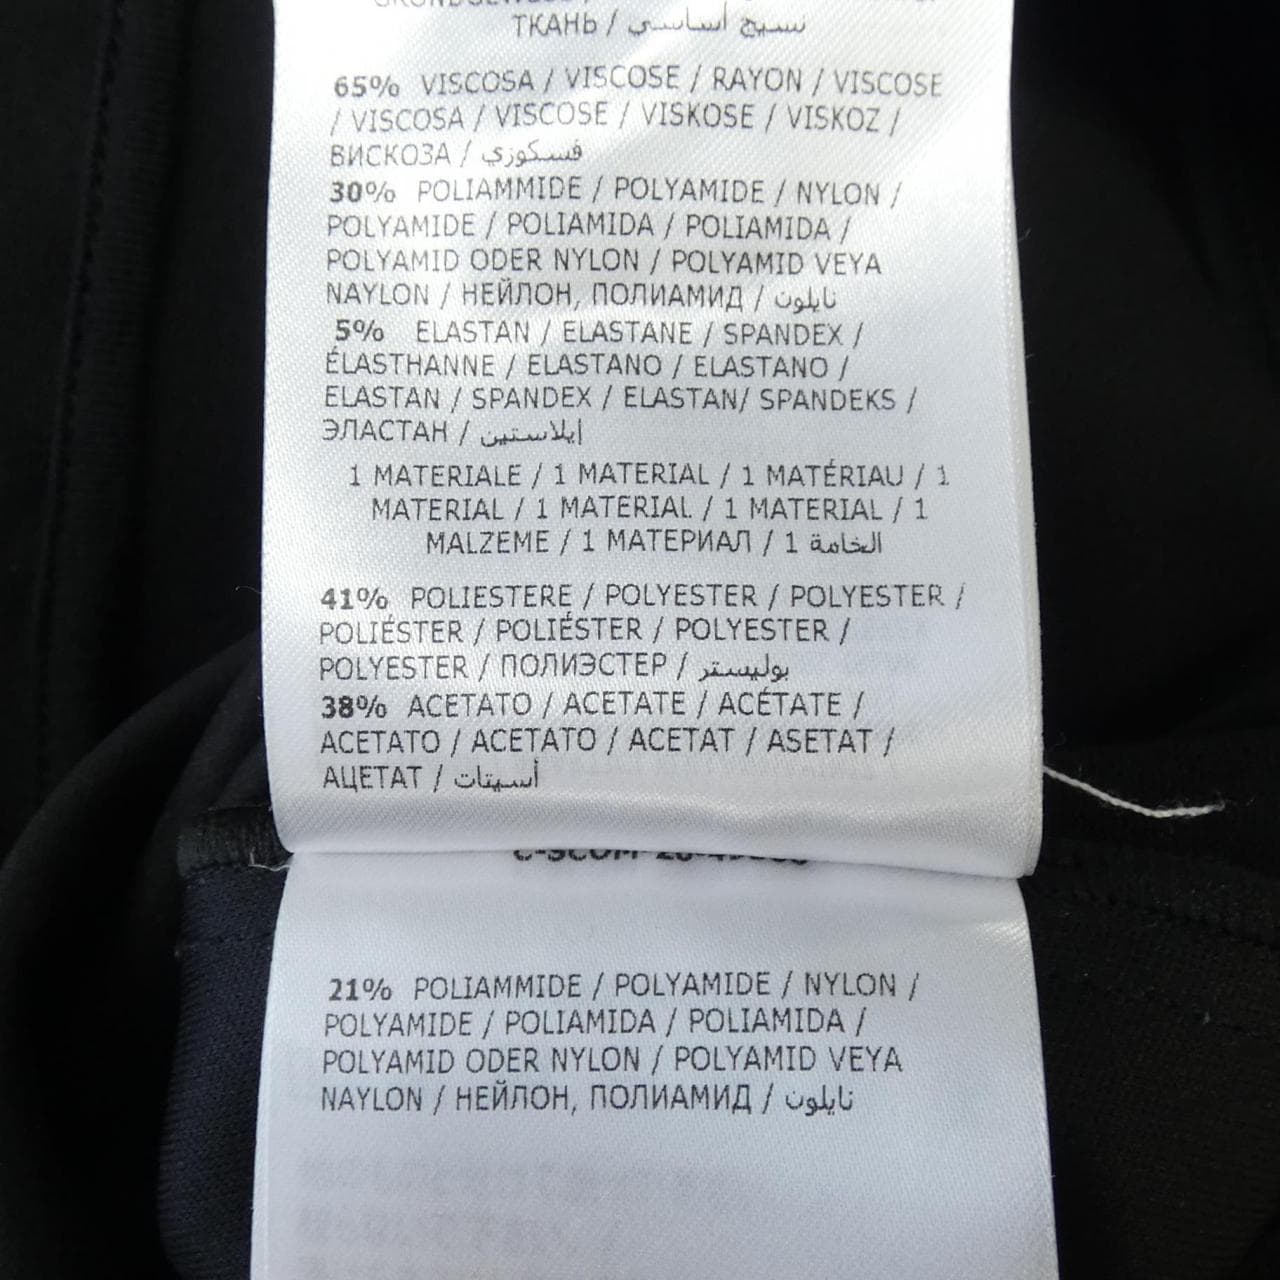 ТКАНЬ / نسيج أساسي
65% VISCOSA / VISCOSE / RAYON / VISCOSE
/ VISCOSA / VISCOSE / VISKOSE / VISKOZ /
ВИСКОЗА / فسكوزي
30% POLIAMMIDE / POLYAMIDE / NYLON /
POLYAMIDE / POLIAMIDA / POLIAMIDA /
POLYAMID ODER NYLON / POLYAMID VEYA
NAYLON / НЕЙЛОН, ПОЛИАМИД / نايلون
5% ELASTAN / ELASTANE / SPANDEX /
ÉLASTHANNE / ELASTANO / ELASTANO /
ELASTAN / SPANDEX / ELASTAN/ SPANDEKS /
ЭЛАСТАН / إيلاستين
1 MATERIALE / 1 MATERIAL / 1 MATÉRIAU / 1
MATERIAL / 1 MATERIAL / 1 MATERIAL / 1
MALZEME / 1 МАТЕРИАЛ / 1 الخامة
41% POLIESTERE / POLYESTER / POLYESTER /
POLIÉSTER / POLIÉSTER / POLYESTER /
POLYESTER / ПОЛИЭСТЕР / بوليستر
38% ACETATO / ACETATE / ACÉTATE /
ACETATO / ACETATO / ACETAT / ASETAT /
АЦЕТАТ / أسيتات
21% POLIAMMIDE / POLYAMIDE / NYLON /
POLYAMIDE / POLIAMIDA / POLIAMIDA /
POLYAMID ODER NYLON / POLYAMID VEYA
NAYLON / НЕЙЛОН, ПОЛИАМИД / نايلون